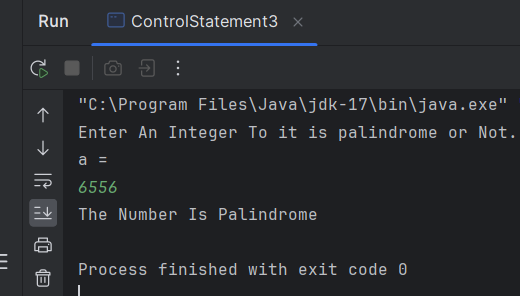 Run
ControlStatement3
"C:\Program Files\Java\jdk-17\bin\java.exe"
Enter An Integer To it is palindrome or Not.
a =
6556
The Number Is Palindrome
Process finished with exit code 0